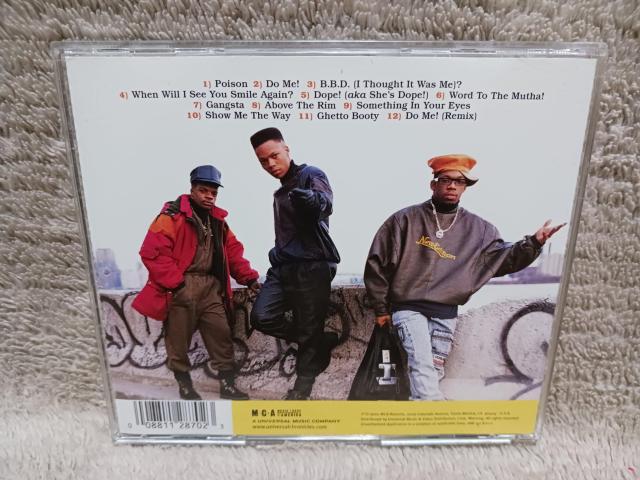 1) Poison 2) Do Me! 3) B.B.D. (I Thought It Was Me)?
4) When Will I See You Smile Again? 5) Dope! (aka She's Dope!) 6) Word To The Mutha!
7) Gangsta 8) Above The Rim 9) Something In Your Eyes
10) Show Me The Way 11) Ghetto Booty 12) Do Me! (Remix)
New Edition
M·C·A
A UNIVERSAL MUSIC COMPANY
0 08811 28702 3